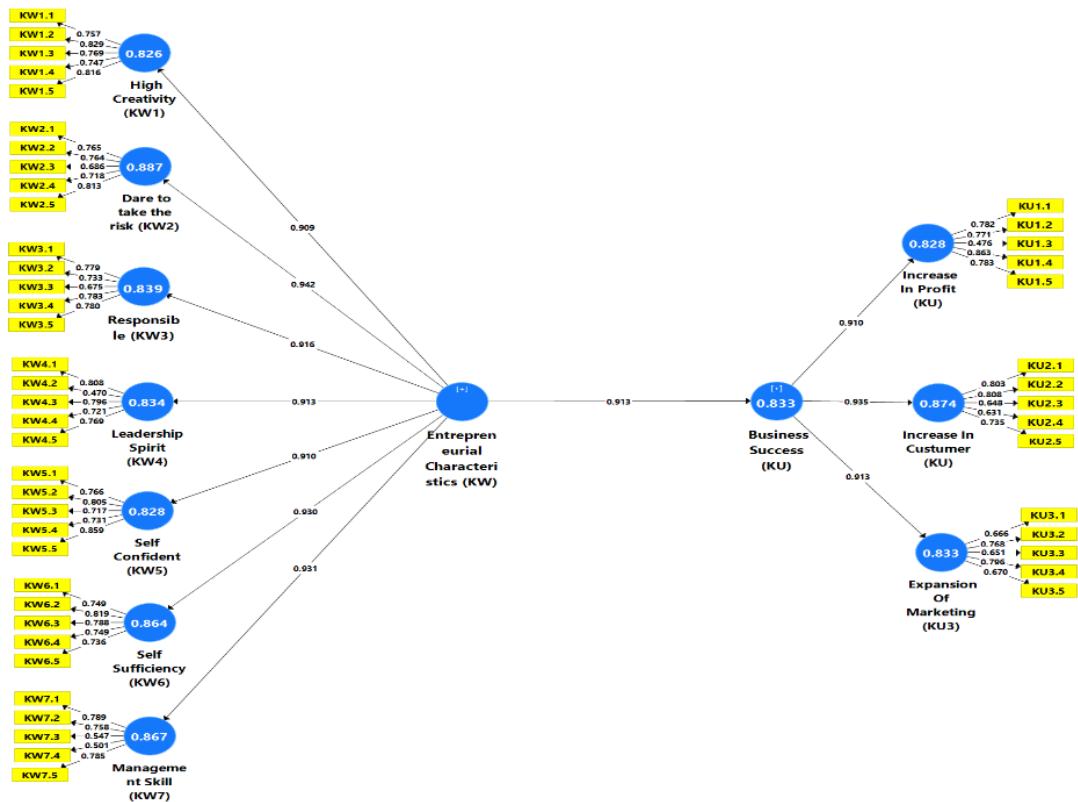 KW1.1
KW1.2
KW1.3
KW1.4
KW1.5
0.757
0.829
0.769
0.747
0.816
0.826
High
Creativity
(KW1)
KW2.1
KW2.2
KW2.3
KW2.4
KW2.5
0.765
0.764
0.686
0.718
0.813
0.887
Dare to
take the
risk (KW2)
KW3.1
KW3.2
KW3.3
KW3.4
KW3.5
0.779
0.733
0.675
0.783
0.780
0.839
Responsib
le (KW3)
KW4.1
KW4.2
KW4.3
KW4.4
KW4.5
0.808
0.470
0.796
0.721
0.769
0.834
Leadership
Spirit
(KW4)
KW5.1
KW5.2
KW5.3
KW5.4
KW5.5
0.766
0.805
0.717
0.731
0.859
0.828
Self
Confident
(KW5)
KW6.1
KW6.2
KW6.3
KW6.4
KW6.5
0.749
0.819
0.788
0.749
0.736
0.864
Self
Sufficiency
(KW6)
KW7.1
KW7.2
KW7.3
KW7.4
KW7.5
0.789
0.758
0.547
0.501
0.785
0.867
Manageme
nt Skill
(KW7)
0.909
0.942
0.916
0.913
0.910
0.930
0.931
[+]
Entrepren
eurial
Characteri
stics (KW)
0.913
[+]
0.833
Business
Success
(KU)
0.910
0.935
0.913
0.828
Increase
In Profit
(KU)
0.782
0.771
0.476
0.863
0.783
KU1.1
KU1.2
KU1.3
KU1.4
KU1.5
0.874
Increase In
Custumer
(KU)
0.803
0.808
0.648
0.631
0.735
KU2.1
KU2.2
KU2.3
KU2.4
KU2.5
0.833
Expansion
Of
Marketing
(KU3)
0.666
0.768
0.651
0.796
0.670
KU3.1
KU3.2
KU3.3
KU3.4
KU3.5